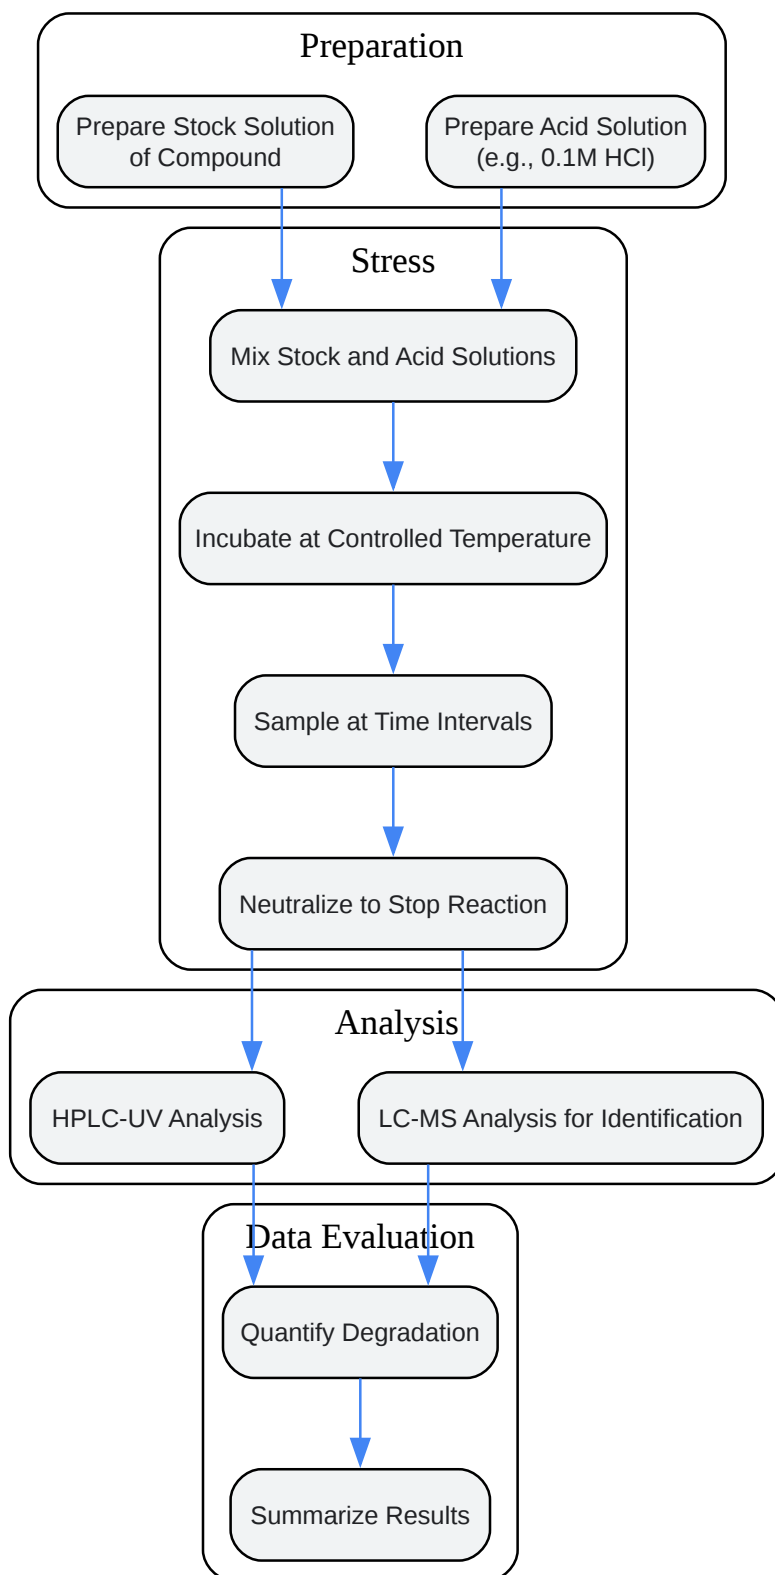 Preparation
Prepare Stock Solution
of Compound
Prepare Acid Solution
(e.g., 0.1M HCl)
Stress
Mix Stock and Acid Solutions
Incubate at Controlled Temperature
Sample at Time Intervals
Neutralize to Stop Reaction
Analysis
HPLC-UV Analysis
LC-MS Analysis for Identification
Data Evaluation
Quantify Degradation
Summarize Results